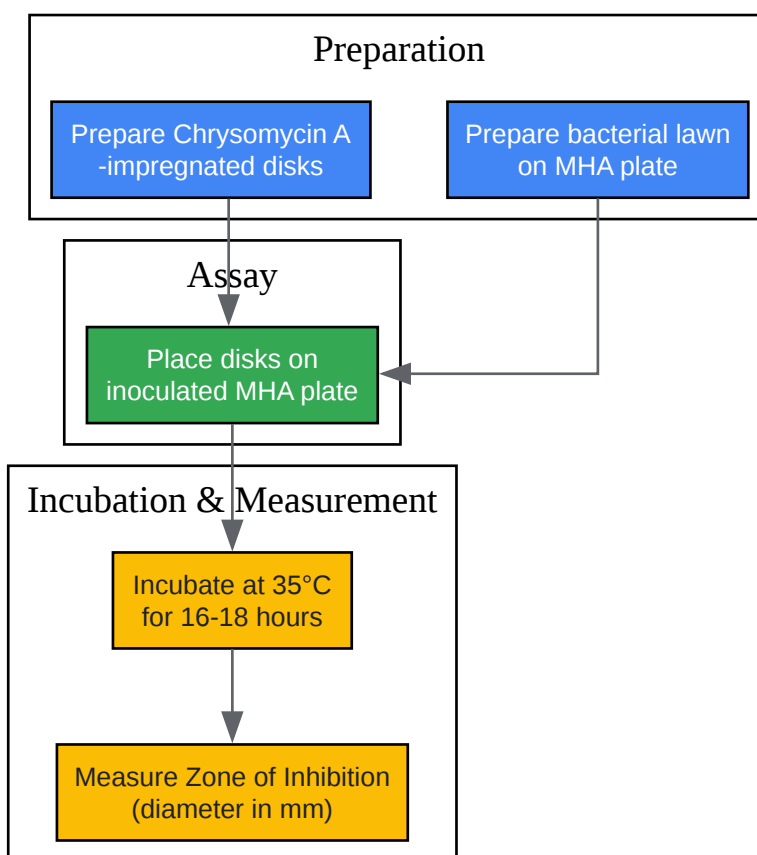 Preparation
Prepare Chrysomycin A
-impregnated disks
Prepare bacterial lawn
on MHA plate
Assay
Place disks on
inoculated MHA plate
Incubation & Measurement
Incubate at 35°C
for 16-18 hours
Measure Zone of Inhibition
(diameter in mm)